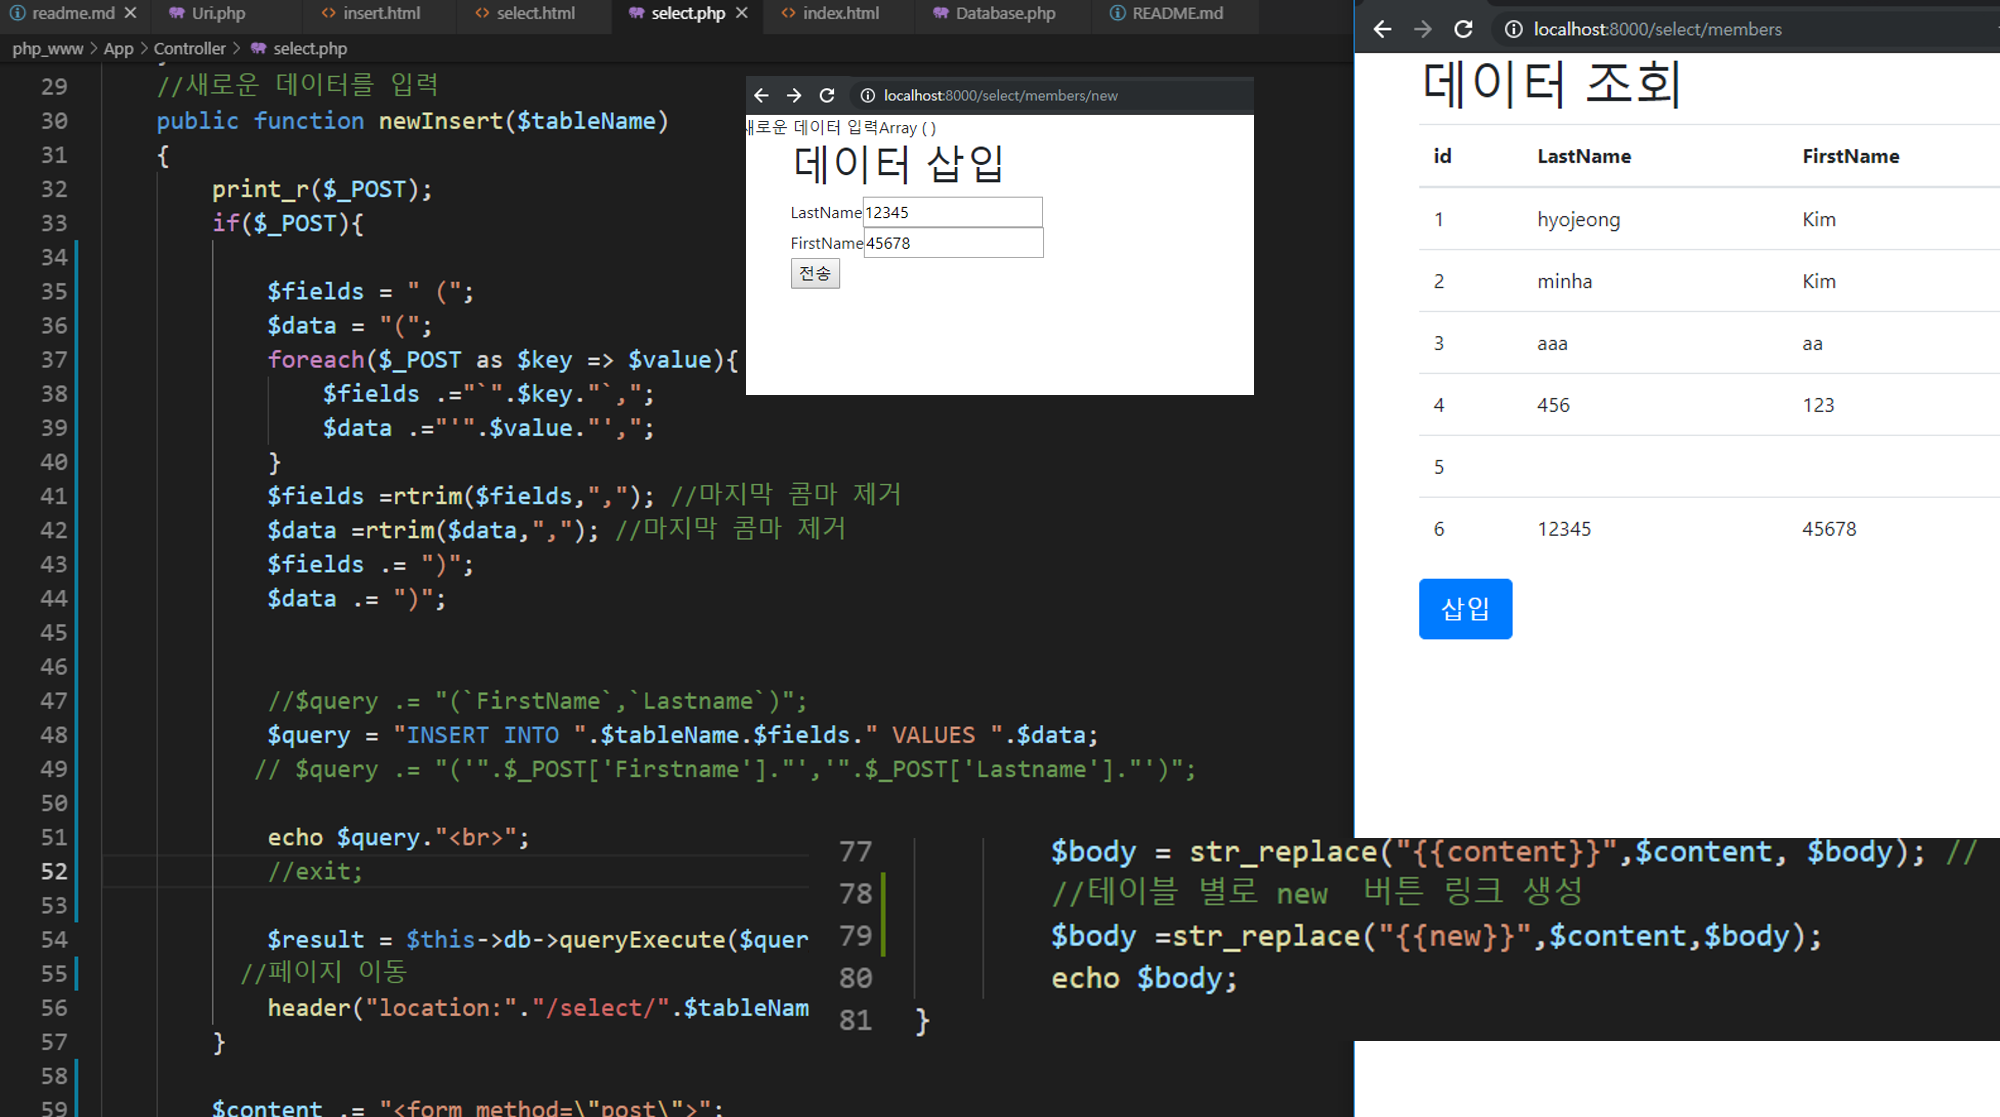 readme.md
Uri.php
insert.html
select.html
select.php
index.html
Database.php
README.md
php_www > App > Controller > select.php
29 //새로운 데이터를 입력
30 public function newInsert($tableName)
31 {
32 print_r($_POST);
33 if($_POST){
34
35 $fields = " (";
36 $data = "(";
37 foreach($_POST as $key => $value){
38 $fields .="`".$key."`,";
39 $data .="'".$value."',";
40 }
41 $fields =rtrim($fields,","); //마지막 콤마 제거
42 $data =rtrim($data,","); //마지막 콤마 제거
43 $fields .= ")";
44 $data .= ")";
45
46
47 //$query .= "(`FirstName`,`Lastname`)";
48 $query = "INSERT INTO ".$tableName.$fields." VALUES ".$data;
49 // $query .= "('".$_POST['Firstname']."','".$_POST['Lastname']."')";
50
51 echo $query."<br>";
52 //exit;
53
54 $result = $this->db->queryExecute($quer
55 //페이지 이동
56 header("location:"."/select/".$tableNam
57 }
58
59 $content .= "<form method=\"post\">";
localhost:8000/select/members/new
새로운 데이터 입력Array ( )
데이터 삽입
LastName 12345
FirstName 45678
전송
77 $body = str_replace("{{content}}",$content, $body); //
78 //테이블 별로 new 버튼 링크 생성
79 $body =str_replace("{{new}}",$content,$body);
80 echo $body;
81 }
localhost:8000/select/members
데이터 조회
id LastName FirstName
1 hyojeong Kim
2 minha Kim
3 aaa aa
4 456 123
5
6 12345 45678
삽입